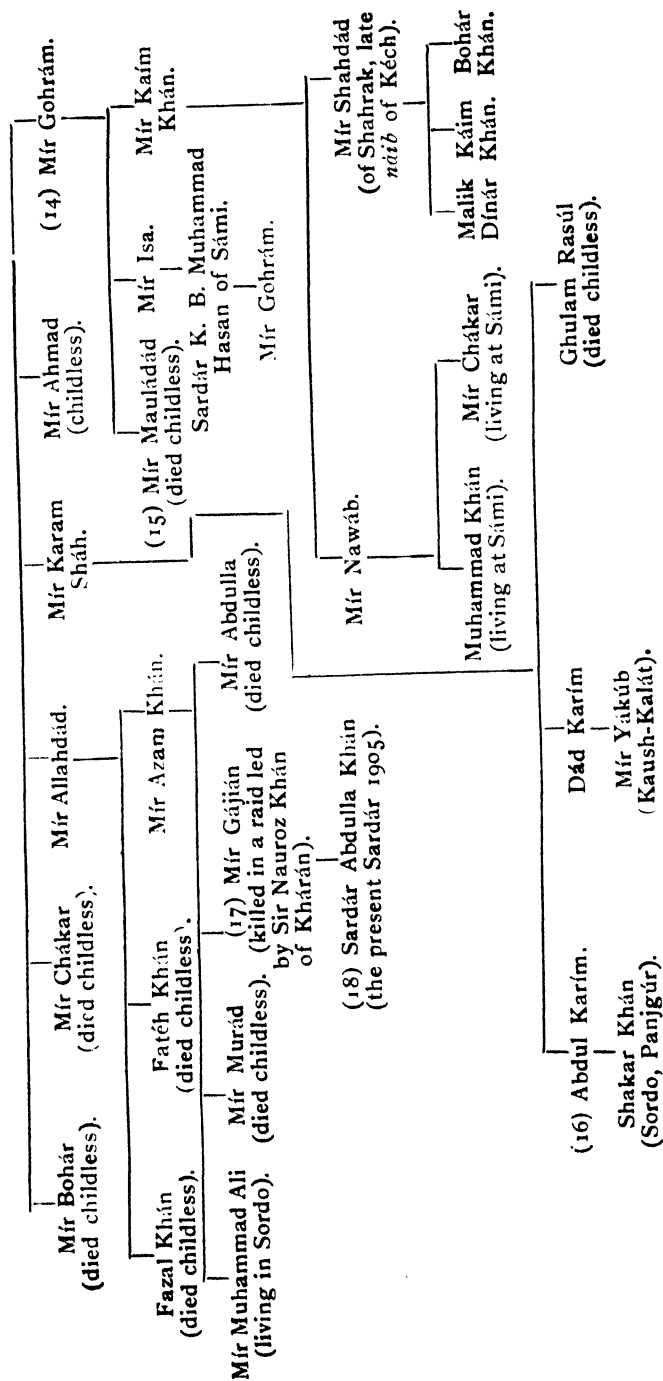 Mír Bohár
(died childless).
Mír Chákar
(died childless).
Mír Allahdád.
Mír Karam
Sháh.
Mír Ahmad
(childless).
(14) Mír Gohrám.
Fazal Khán
(died childless).
Fatéh Khán
(died childless).
Mír Azam Khán.
(15) Mír Mauládád
(died childless).
Mír Isa.
Mír Kaím
Khán.
Sardár K. B. Muhammad
Hasan of Sámi.
Mír Gohrám.
Mír Muhammad Ali
(living in Sordo).
Mír Murád
(died childless).
(17) Mír Gájián
(killed in a raid led
by Sir Nauroz Khán
of Khárán).
Mír Abdulla
(died childless).
(18) Sardár Abdulla Khán
(the present Sardár 1905).
Mír Nawáb.
Mír Shahdád
(of Shahrak, late
náib of Kéch).
Muhammad Khán
(living at Sámi).
Mír Chákar
(living at Sámi).
Malik
Dínár
Káim
Khán.
Bohár
Khán.
(16) Abdul Karím.
Dád Karím
Ghulam Rasúl
(died childless).
Shakar Khán
(Sordo, Panjgúr).
Mír Yákúb
(Kaush-Kalát).